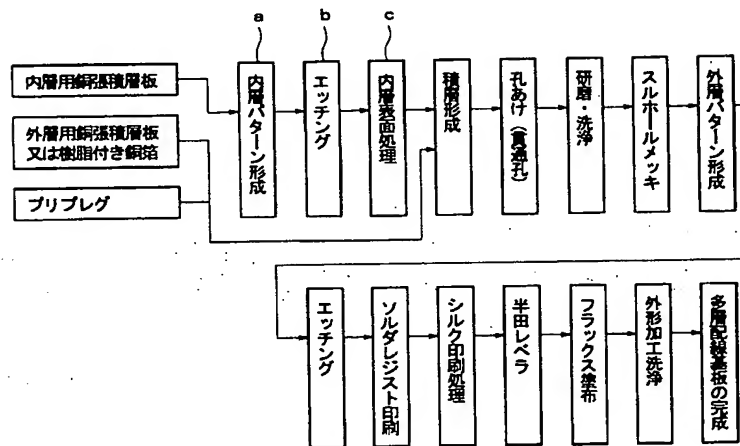 a
b
c
内層用銅張積層板
外層用銅張積層板
又は樹脂付き銅箔
プリプレグ
内層パターン形成
エッチング
内層表面処理
積層形成
孔あけ（貫通孔）
研磨・洗浄
スルホールメッキ
外層パターン形成
エッチング
ソルダレジスト印刷
シルク印刷処理
半田レベラ
フラックス塗布
外形加工洗浄
多層配線基板の完成